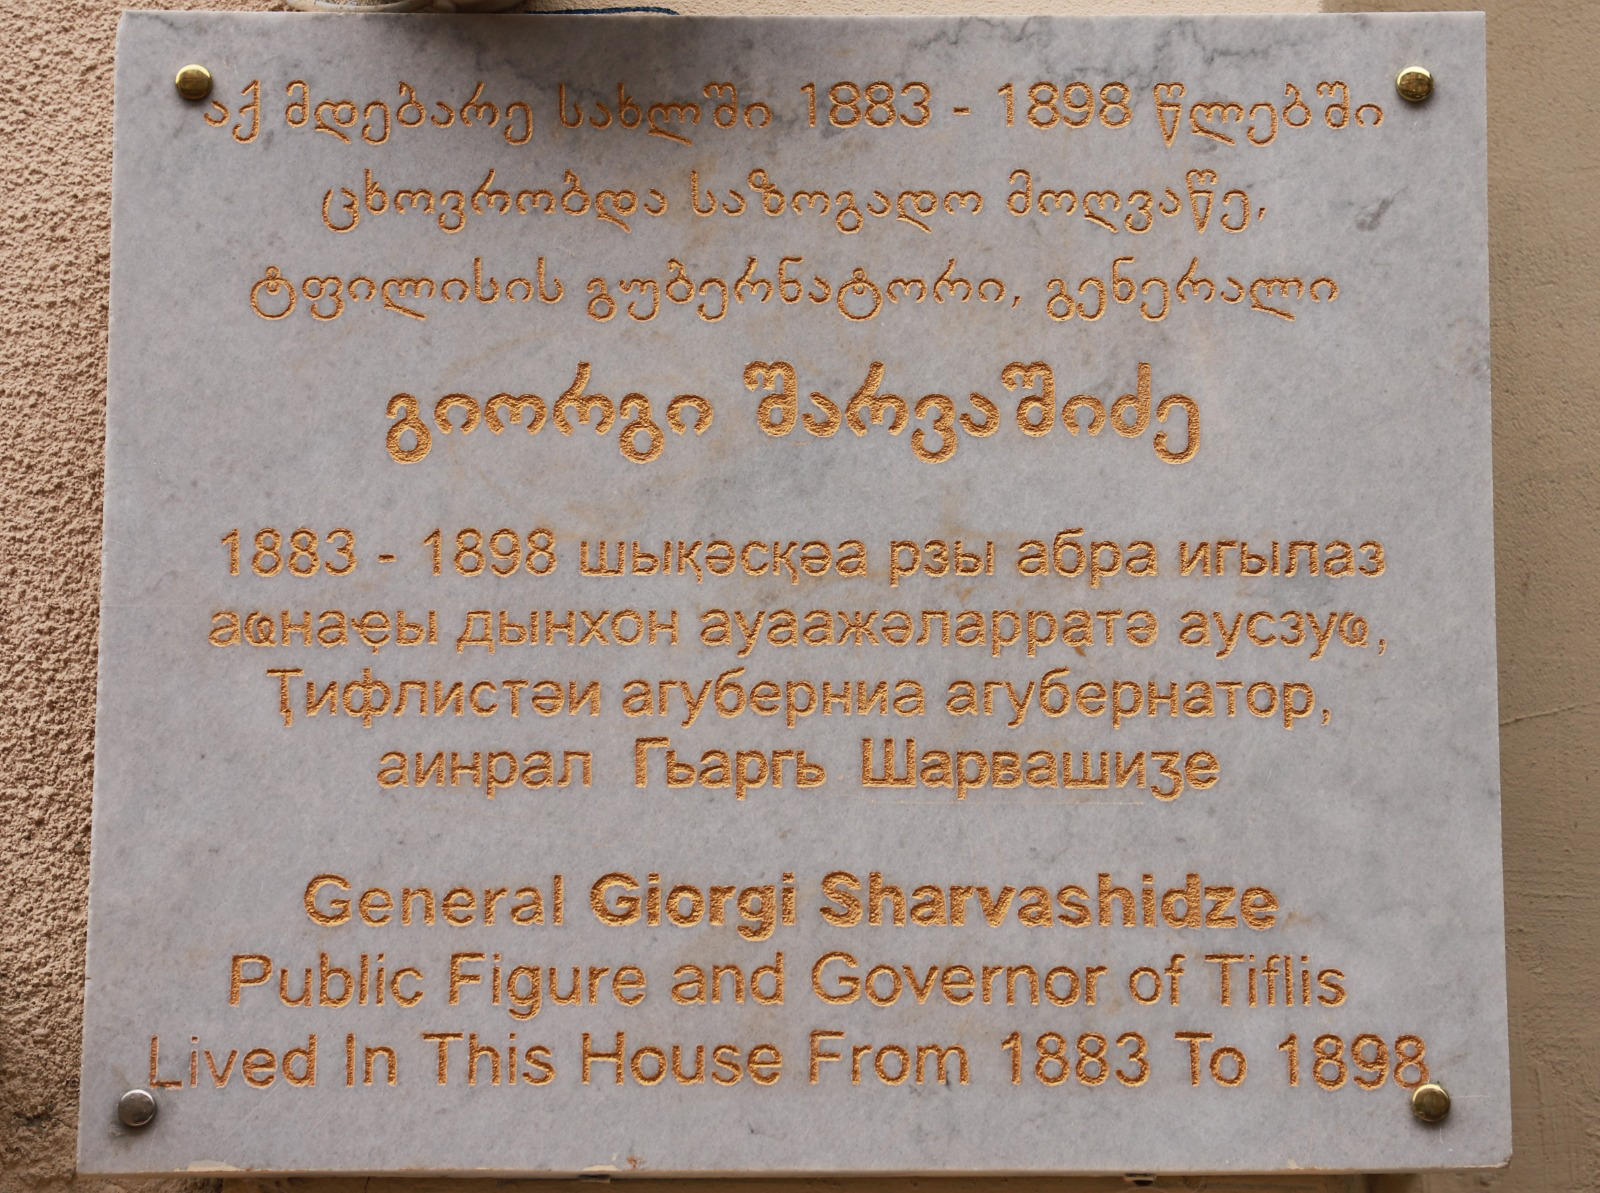 აქ მდებარე სახლში 1883 - 1898 წლებში
ცხოვრობდა საზოგადო მოღვაწე,
ტფილისის გუბერნატორი, გენერალი
გიორგი შარვაშიძე
1883 - 1898 шықәсқәа рзы абра игылаз
аҩнаҿы дынхон ауаажәларратә аусзуҩ,
Ҭифлистәи агуберниа агубернатор,
аинрал Гьаргь Шарвашиӡе
General Giorgi Sharvashidze
Public Figure and Governor of Tiflis
Lived In This House From 1883 To 1898